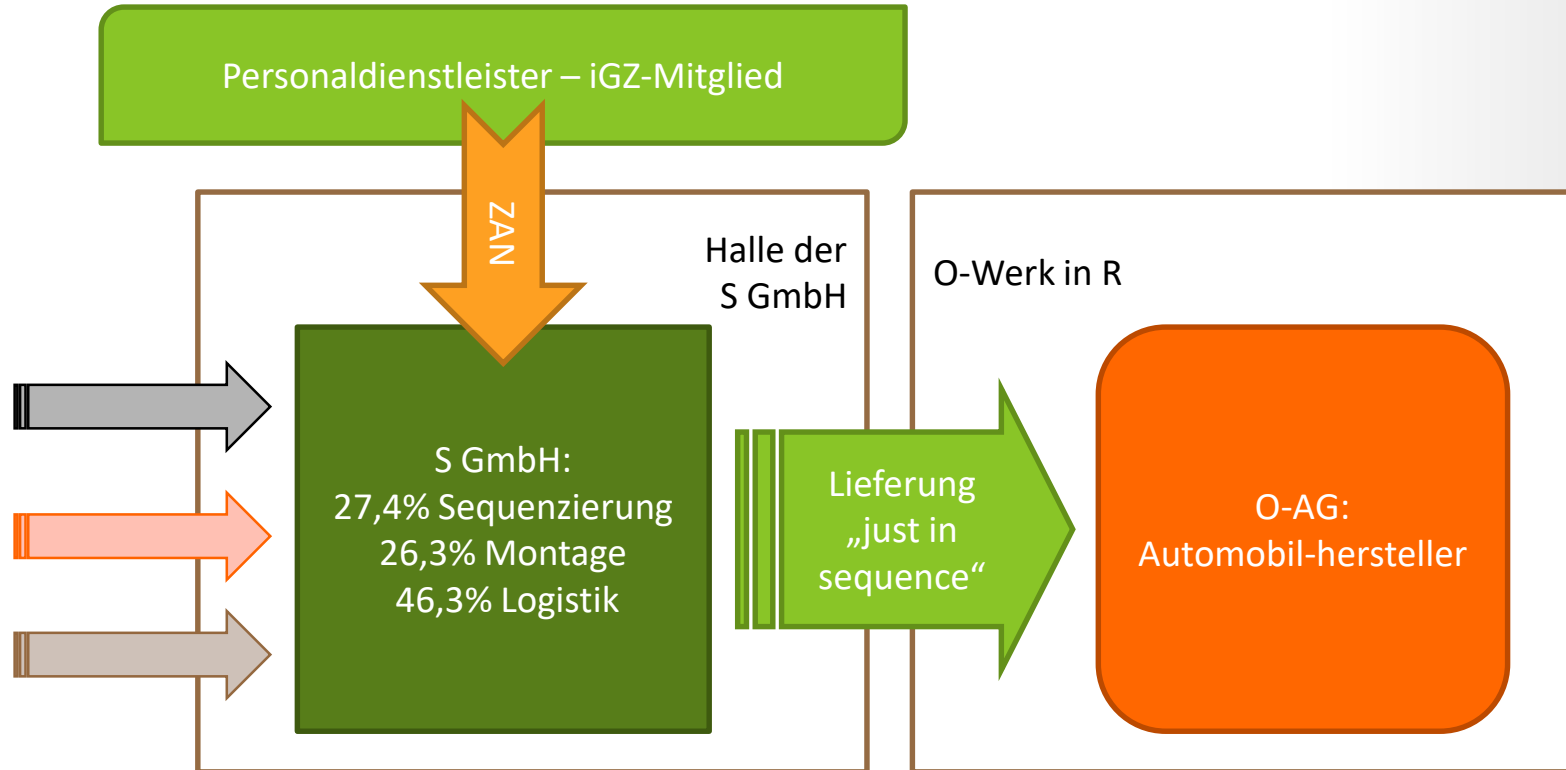 Personaldienstleister – iGZ-Mitglied
ZAN
Halle der
S GmbH
O-Werk in R
S GmbH:
27,4% Sequenzierung
26,3% Montage
46,3% Logistik
Lieferung
„just in
sequence“
O-AG:
Automobil-hersteller